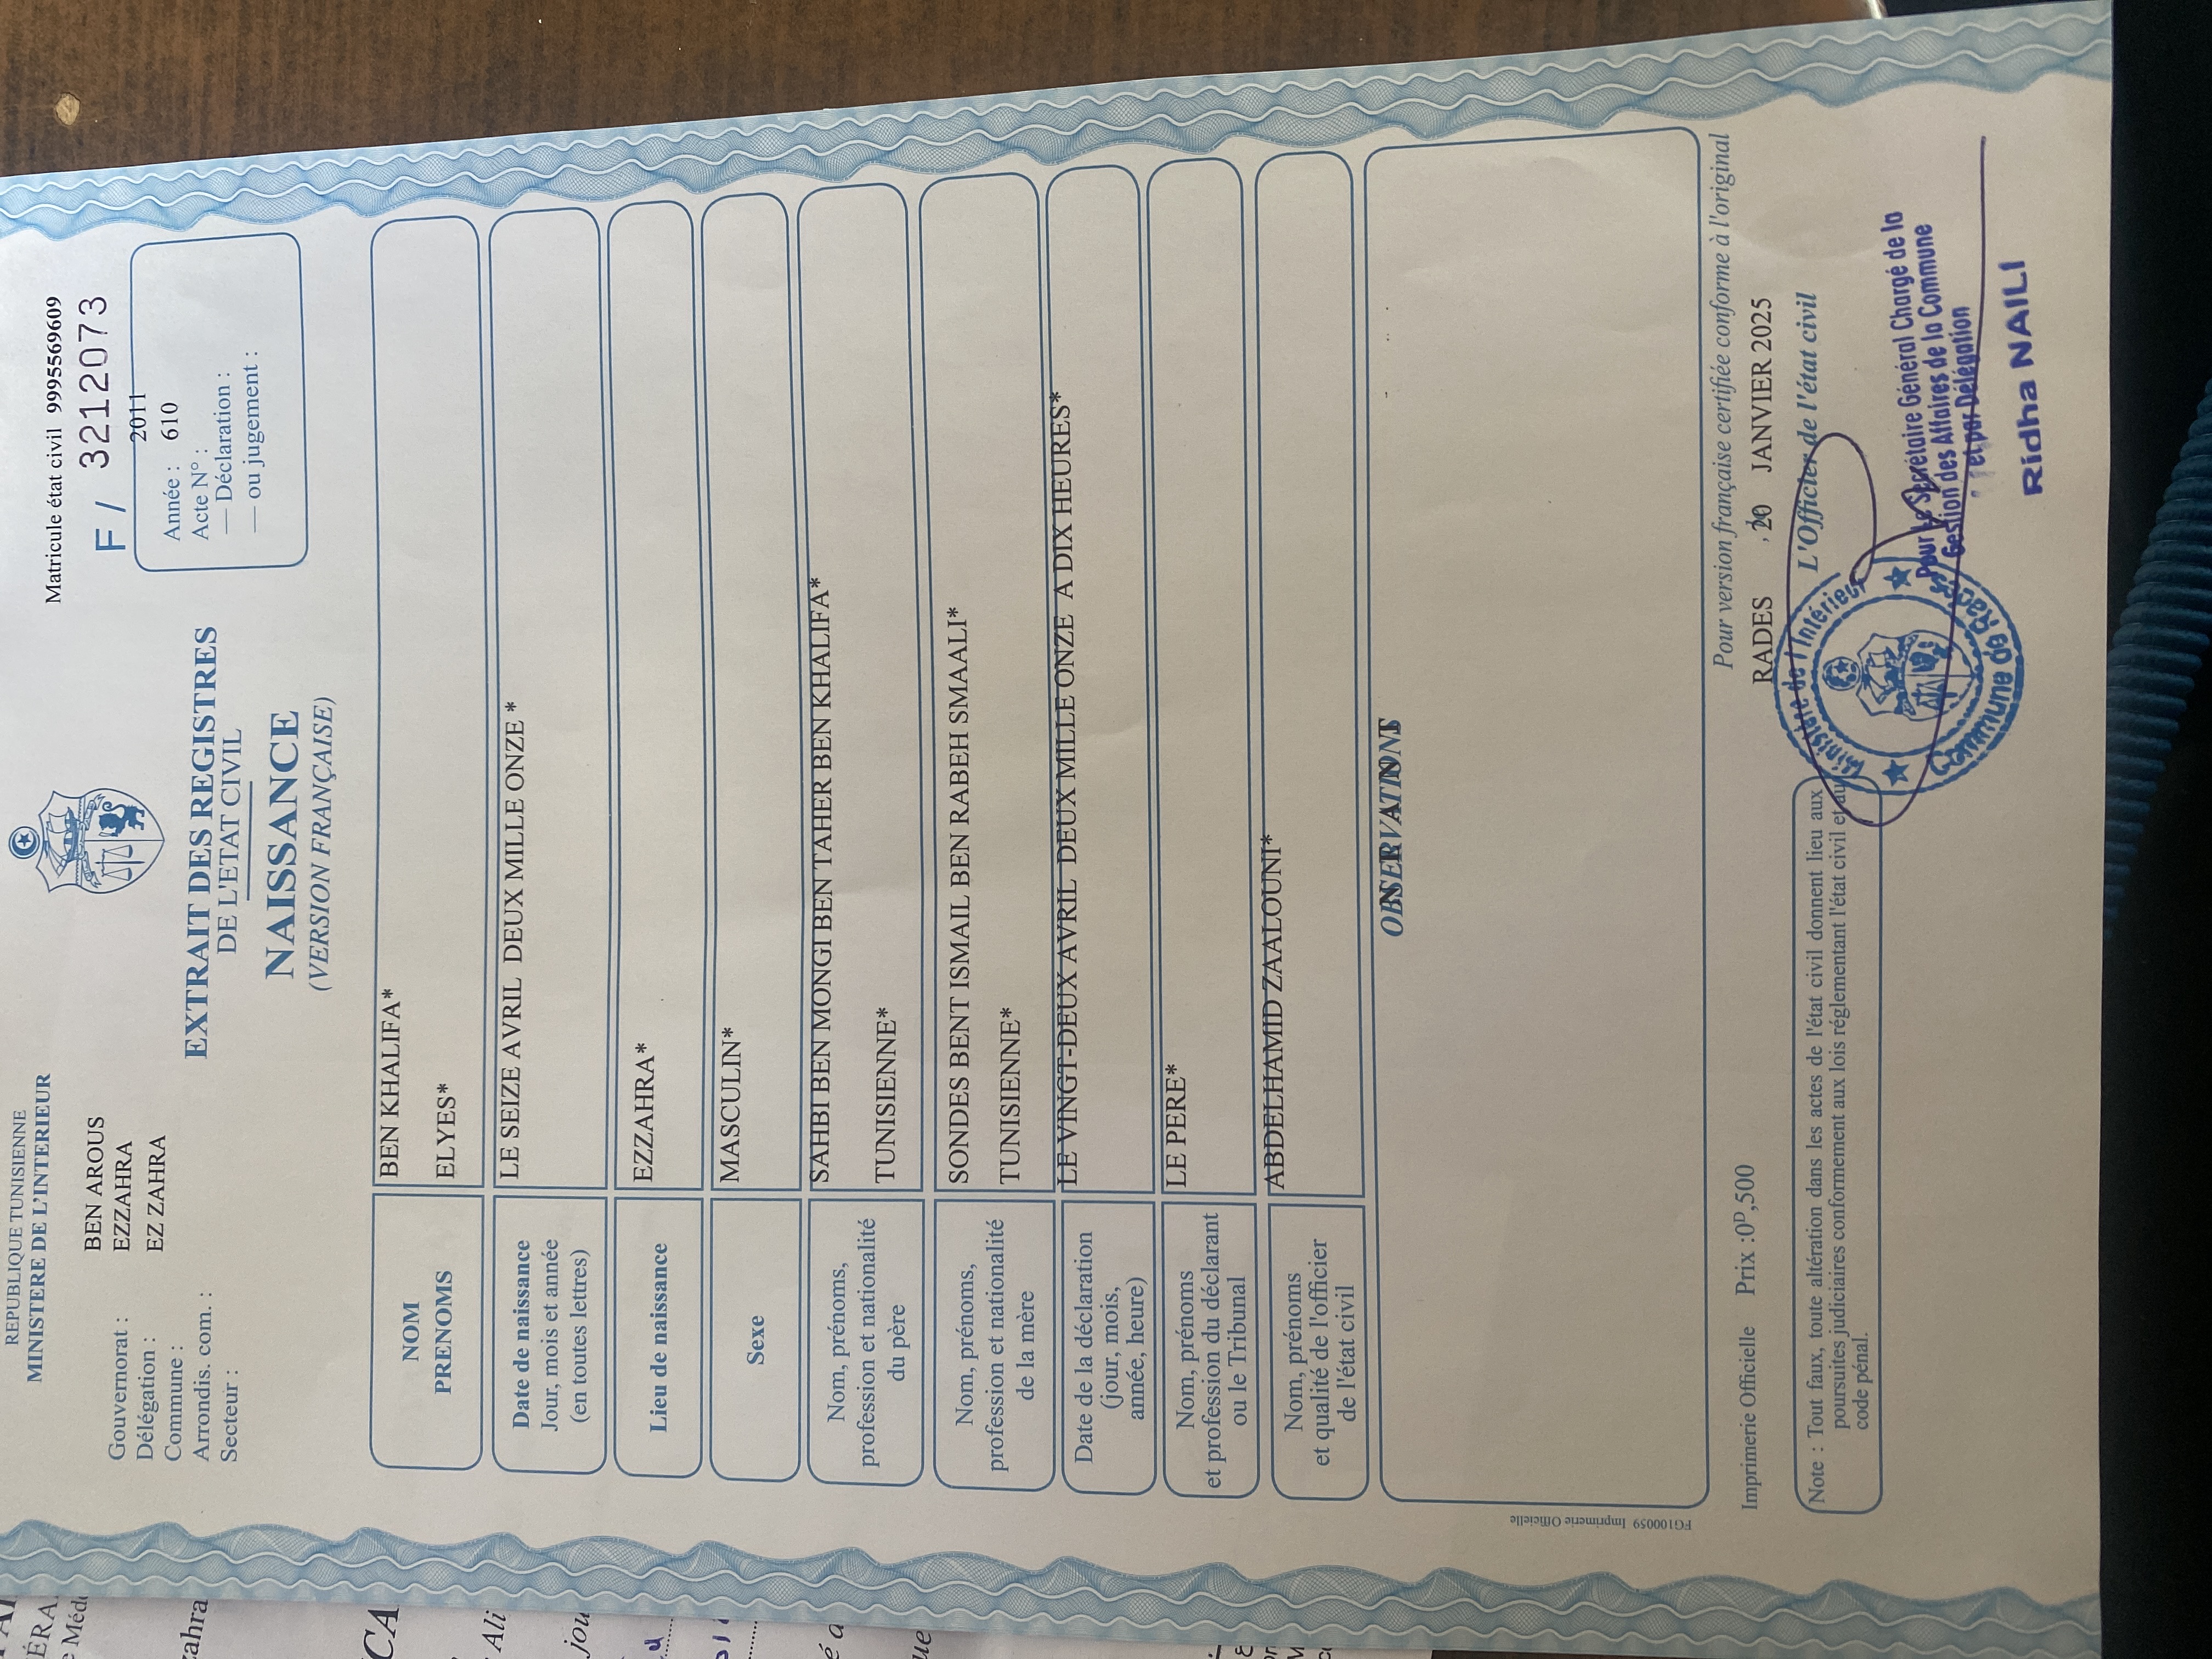 REPUBLIQUE TUNISIENNE
MINISTERE DE L'INTERIEUR
Gouvernorat : BEN AROUS
Délégation : EZZAHRA
Commune : EZ ZAHRA
Arrondis. com. :
Secteur :
Matricule état civil 9995569609
F / 3212073
2011
Année : 610
Acte N° :
— Déclaration :
— ou jugement :
EXTRAIT DES REGISTRES
DE L'ETAT CIVIL
NAISSANCE
(VERSION FRANÇAISE)
NOM BEN KHALIFA*
PRENOMS ELYES*
Date de naissance LE SEIZE AVRIL DEUX MILLE ONZE *
Jour, mois et année
(en toutes lettres)
Lieu de naissance EZZAHRA*
Sexe MASCULIN*
Nom, prénoms, SAHBI BEN MONGI BEN TAHER BEN KHALIFA*
profession et nationalité
du père TUNISIENNE*
Nom, prénoms, SONDES BENT ISMAIL BEN RABEH SMAALI*
profession et nationalité
de la mère TUNISIENNE*
Date de la déclaration LE VINGT-DEUX AVRIL DEUX MILLE ONZE A DIX HEURES*
(jour, mois,
année, heure)
Nom, prénoms LE PERE*
et profession du déclarant
ou le Tribunal
Nom, prénoms ABDELHAMID ZAALOUNI*
et qualité de l'officier
de l'état civil
OBSERVATIONS
FG100059 Imprimerie Officielle
Imprimerie Officielle Prix :0ᴰ,500
Pour version française certifiée conforme à l'original
RADES , 20 JANVIER 2025
L'Officier de l'état civil
Note : Tout faux, toute altération dans les actes de l'état civil donnent lieu aux
poursuites judiciaires conformement aux lois réglementant l'état civil et au
code pénal.
Ministère de l'Intérieur
Commune de Radès
Pour le Secrétaire Général Chargé de la
Gestion des Affaires de la Commune
et par Délégation
Ridha NAILI
zahra
Ali
jou